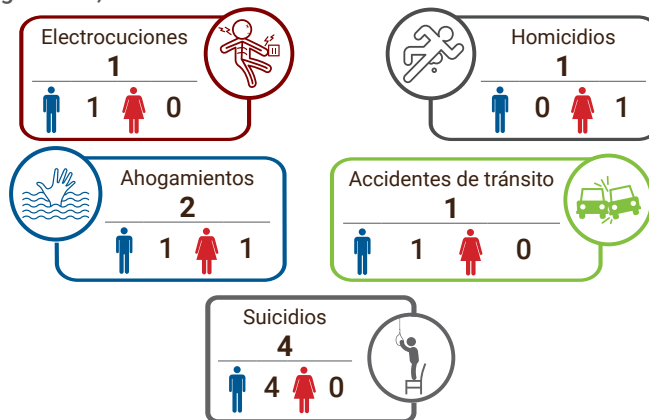 Electrocuciones
1
1 0
Homicidios
1
0 1
Ahogamientos
2
1 1
Accidentes de tránsito
1
1 0
Suicidios
4
4 0